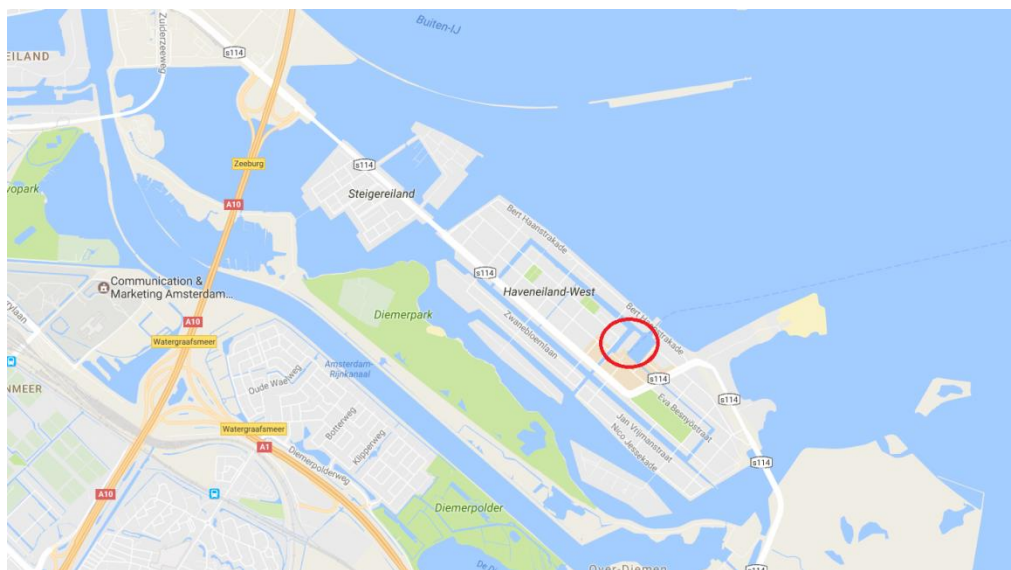 Buiten-IJ
Zuiderzeeweg
s114
EILAND
Zeeburg
s114
Steigereiland
A10
Bert Haanstrakade
s114
Communication &
Marketing Amsterdam...
Haveneiland-West
Diemerpark
Zwanebloemlaan
A10
Watergraafsmeer
Amsterdam-
Rijnkanaal
s114
Oude Waelweg
Eva Besnyöstraat
s114
Botterweg
Klipperweg
Watergraafsmeer
A1
Jan Vrijmanstraat
Nico Jessekade
Diemerpolderweg
s114
A10
Diemerpolder